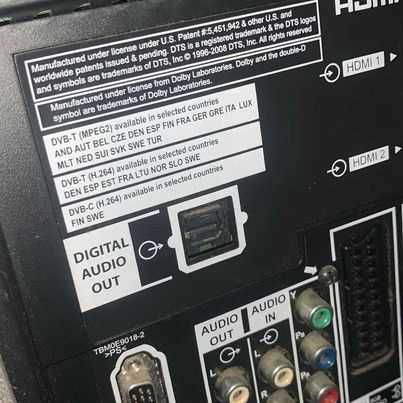 HDMI
Manufactured under license under U.S. Patent #:5,451,942 & other U.S. and
worldwide patents issued & pending. DTS is a registered trademark & the DTS logos
and symbols are trademarks of DTS, Inc © 1996-2008 DTS, Inc. All rights reserved
Manufactured under license from Dolby Laboratories. Dolby and the double-D
symbol are trademarks of Dolby Laboratories.
HDMI 1
DVB-T (MPEG2) available in selected countries
AND AUT BEL CZE DEN ESP FIN FRA GER GRE ITA LUX
MLT NED SUI SVK SWE TUR
DVB-T (H.264) available in selected countries
DEN ESP EST FRA LTU NOR SLO SWE
DVB-C (H.264) available in selected countries
FIN SWE
HDMI 2
DIGITAL
AUDIO
OUT
AUDIO
OUT
AUDIO
IN
Y
L
L
PB
PR
R
TBM0E9018-2
>PS<